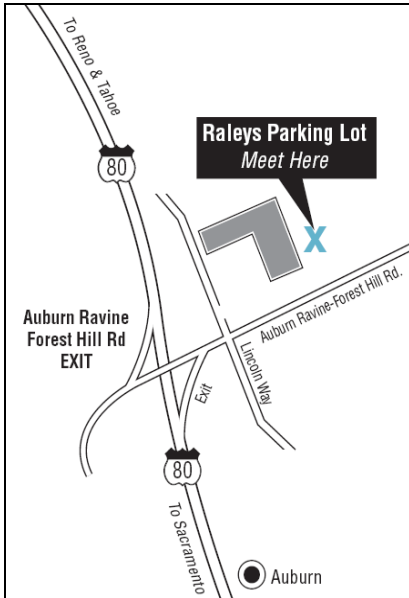 To Reno & Tahoe
80
Raleys Parking Lot
Meet Here
X
Auburn Ravine
Forest Hill Rd
EXIT
Auburn Ravine-Forest Hill Rd.
Lincoln Way
Exit
80
To Sacramento
Auburn